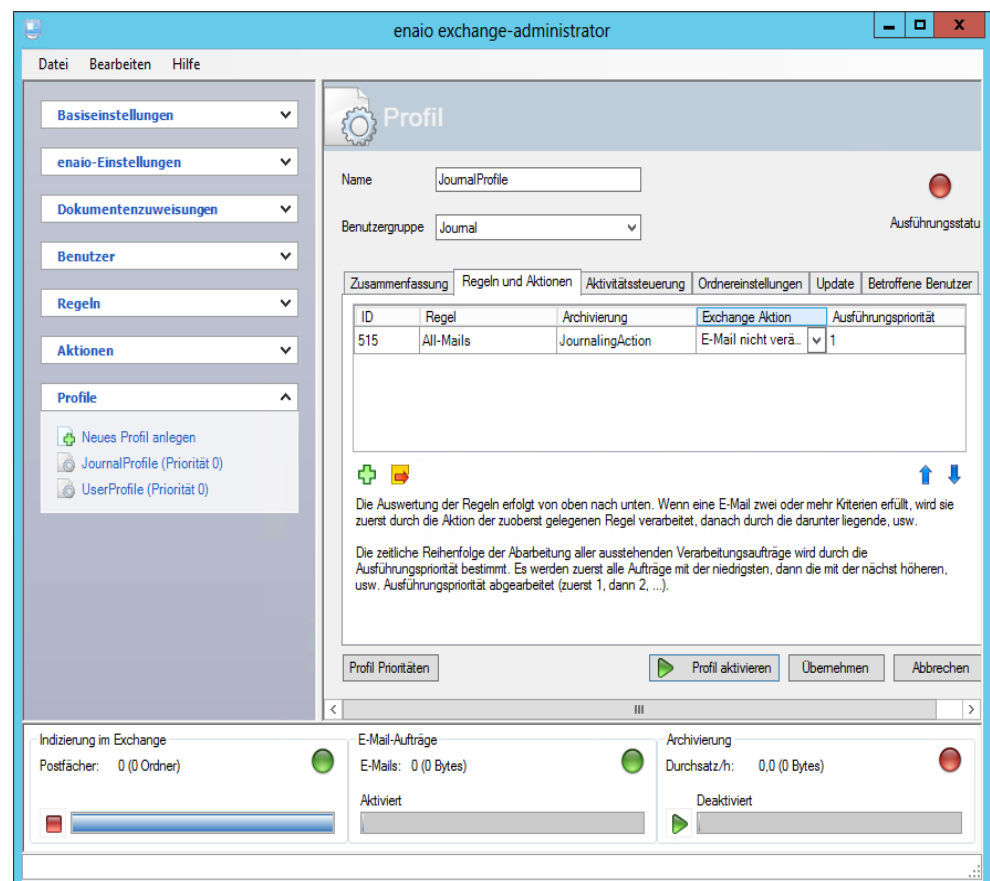 enaio exchange-administrator
Datei Bearbeiten Hilfe
Basiseinstellungen
enaio-Einstellungen
Dokumentenzuweisungen
Benutzer
Regeln
Aktionen
Profile
Neues Profil anlegen
JournalProfile (Priorität 0)
UserProfile (Priorität 0)
Profil
Name JournalProfile
Benutzergruppe Journal
Ausführungsstatu
Zusammenfassung Regeln und Aktionen Aktivitätssteuerung Ordnereinstellungen Update Betroffene Benutzer
ID Regel Archivierung Exchange Aktion Ausführungspriorität
515 All-Mails JournalingAction E-Mail nicht verä... 1
Die Auswertung der Regeln erfolgt von oben nach unten. Wenn eine E-Mail zwei oder mehr Kriterien erfüllt, wird sie
zuerst durch die Aktion der zuoberst gelegenen Regel verarbeitet, danach durch die darunter liegende, usw.
Die zeitliche Reihenfolge der Abarbeitung aller ausstehenden Verarbeitungsaufträge wird durch die
Ausführungspriorität bestimmt. Es werden zuerst alle Aufträge mit der niedrigsten, dann die mit der nächst höheren,
usw. Ausführungspriorität abgearbeitet (zuerst 1, dann 2, ...).
Profil Prioritäten Profil aktivieren Übernehmen Abbrechen
Indizierung im Exchange
Postfächer: 0 (0 Ordner)
E-Mail-Aufträge
E-Mails: 0 (0 Bytes)
Aktiviert
Archivierung
Durchsatz/h: 0,0 (0 Bytes)
Deaktiviert